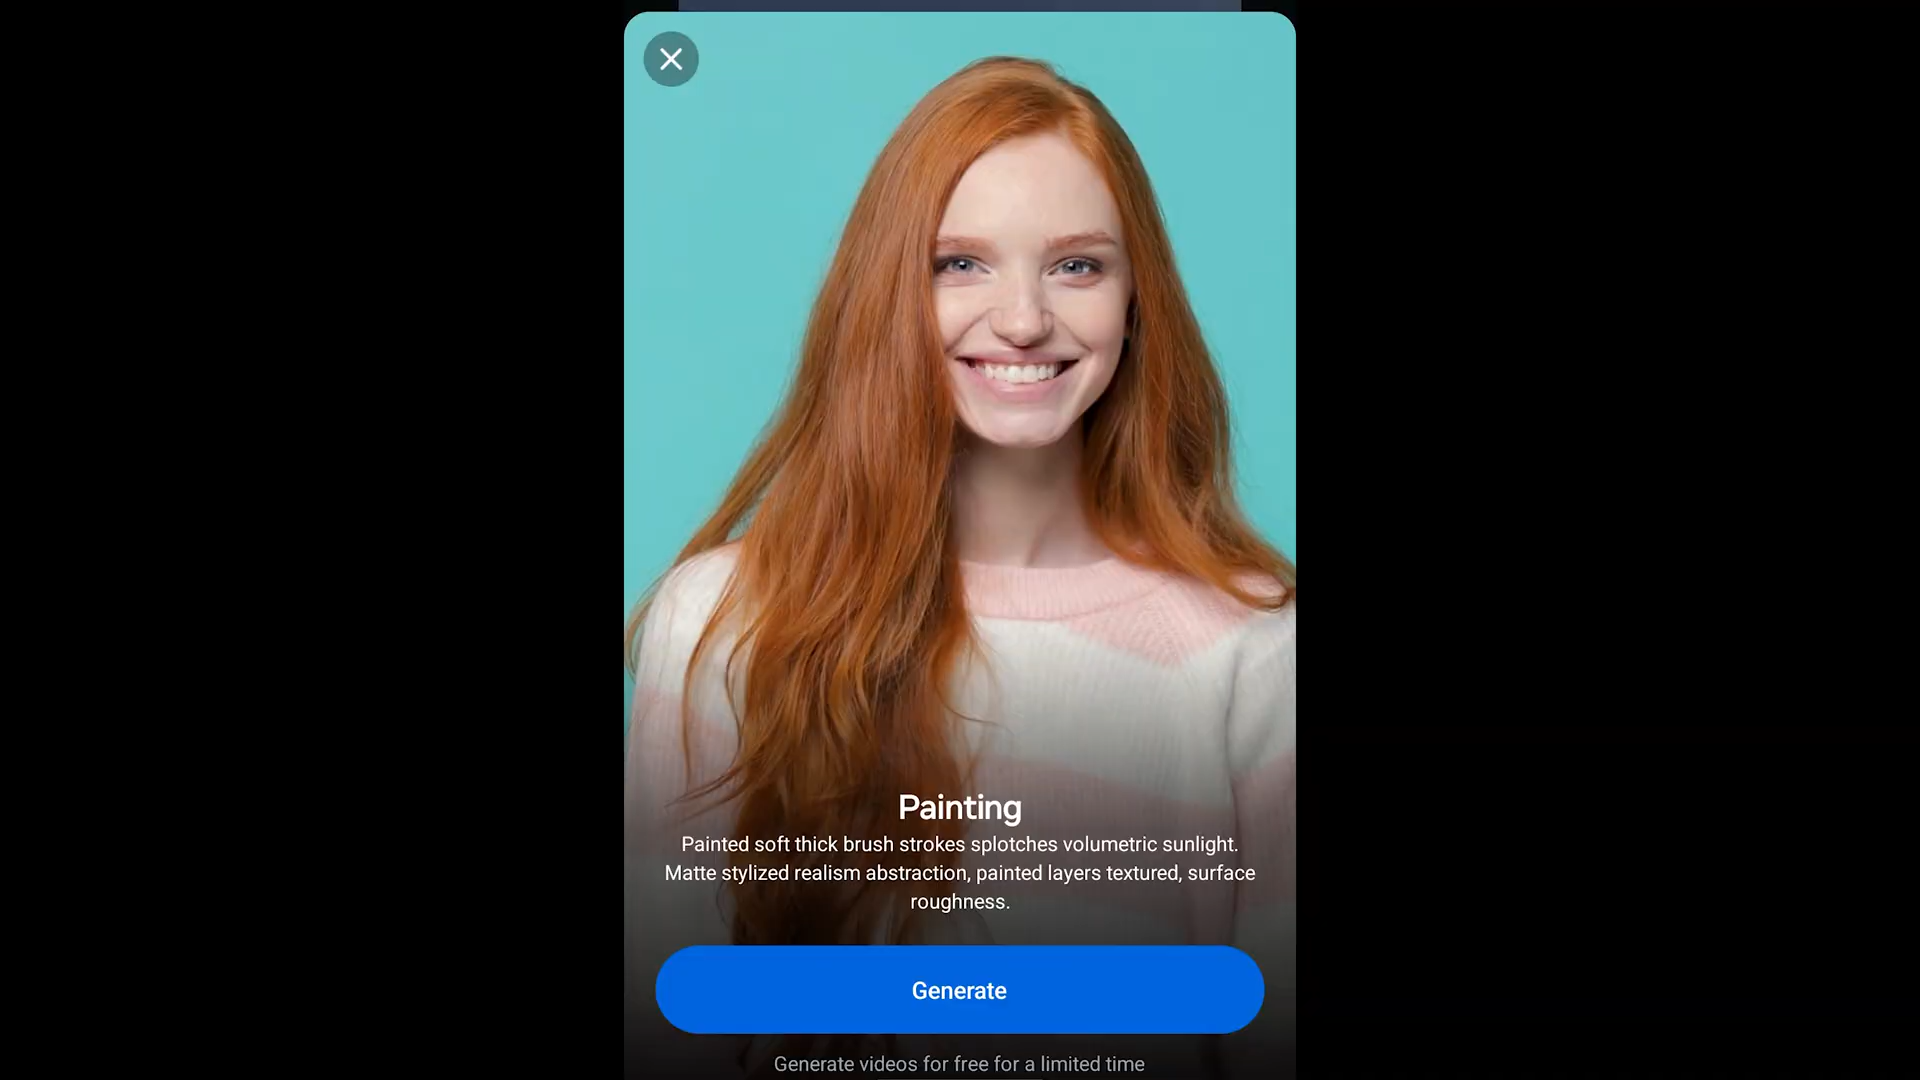 Painting
Painted soft thick brush strokes splotches volumetric sunlight.
Matte stylized realism abstraction, painted layers textured, surface
roughness.
Generate
Generate videos for free for a limited time